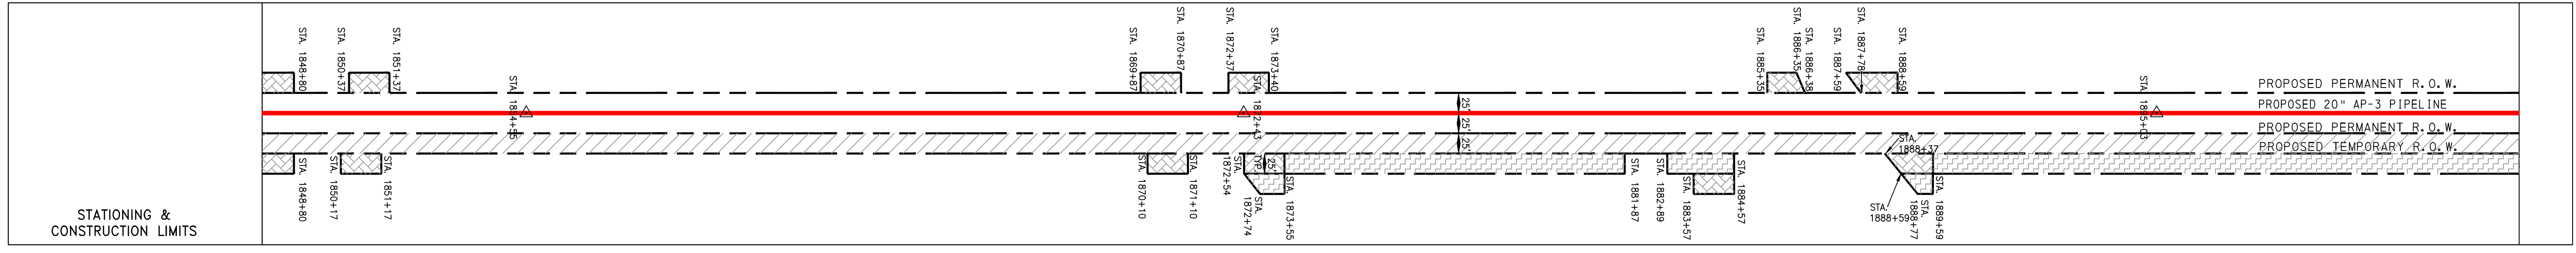 STA. 1848+80
STA. 1850+37
STA. 1851+37
STA. 1854+55
STA. 1869+87
STA. 1870+87
STA. 1872+37
STA. 1872+43
STA. 1873+40
STA. 1885+35
STA. 1886+35
STA. 1886+38
STA. 1887+59
STA. 1887+78
STA. 1888+59
STA. 1895+03
PROPOSED PERMANENT R.O.W.
PROPOSED 20" AP-3 PIPELINE
PROPOSED PERMANENT R.O.W.
PROPOSED TEMPORARY R.O.W.
25'
25'
25'
STA. 1848+80
STA. 1850+17
STA. 1851+17
STA. 1870+10
STA. 1871+10
STA.
1872+54
25'
TYP.
STA.
1872+74
STA. 1873+55
STA. 1881+87
STA. 1882+89
STA. 1883+57
STA. 1884+57
STA.
1888+37
STA.
1888+59
STA.
1888+77
STA. 1889+59
STATIONING &
CONSTRUCTION LIMITS